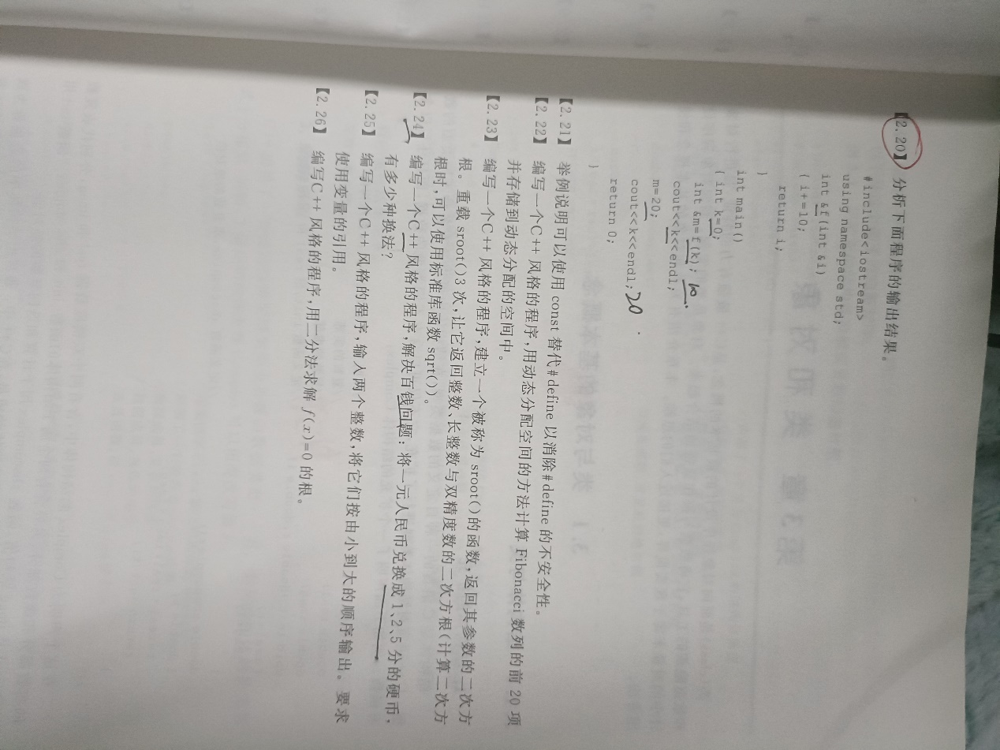 【2.20】 分析下面程序的输出结果。
#include<iostream>
using namespace std;
int &f(int &i)
{ i+=10;
return i;
}
int main()
{ int k=0;
int &m=f(k); 10
cout<<k<<endl;
m=20;
cout<<k<<endl; 20
return 0;
}
【2.21】 举例说明可以使用 const 替代#define 以消除#define 的不安全性。
【2.22】 编写一个C++ 风格的程序,用动态分配空间的方法计算 Fibonacci 数列的前 20 项
并存储到动态分配的空间中。
【2.23】 编写一个C++ 风格的程序,建立一个被称为 sroot()的函数,返回其参数的二次方
根。重载 sroot()3 次,让它返回整数、长整数与双精度数的二次方根(计算二次方
根时,可以使用标准库函数 sqrt())。
【2.24】 编写一个C++ 风格的程序,解决百钱问题:将一元人民币兑换成 1、2、5 分的硬币,
有多少种换法?
【2.25】 编写一个C++ 风格的程序,输入两个整数,将它们按由小到大的顺序输出。要求
使用变量的引用。
【2.26】 编写C++ 风格的程序,用二分法求解 f(x)=0 的根。